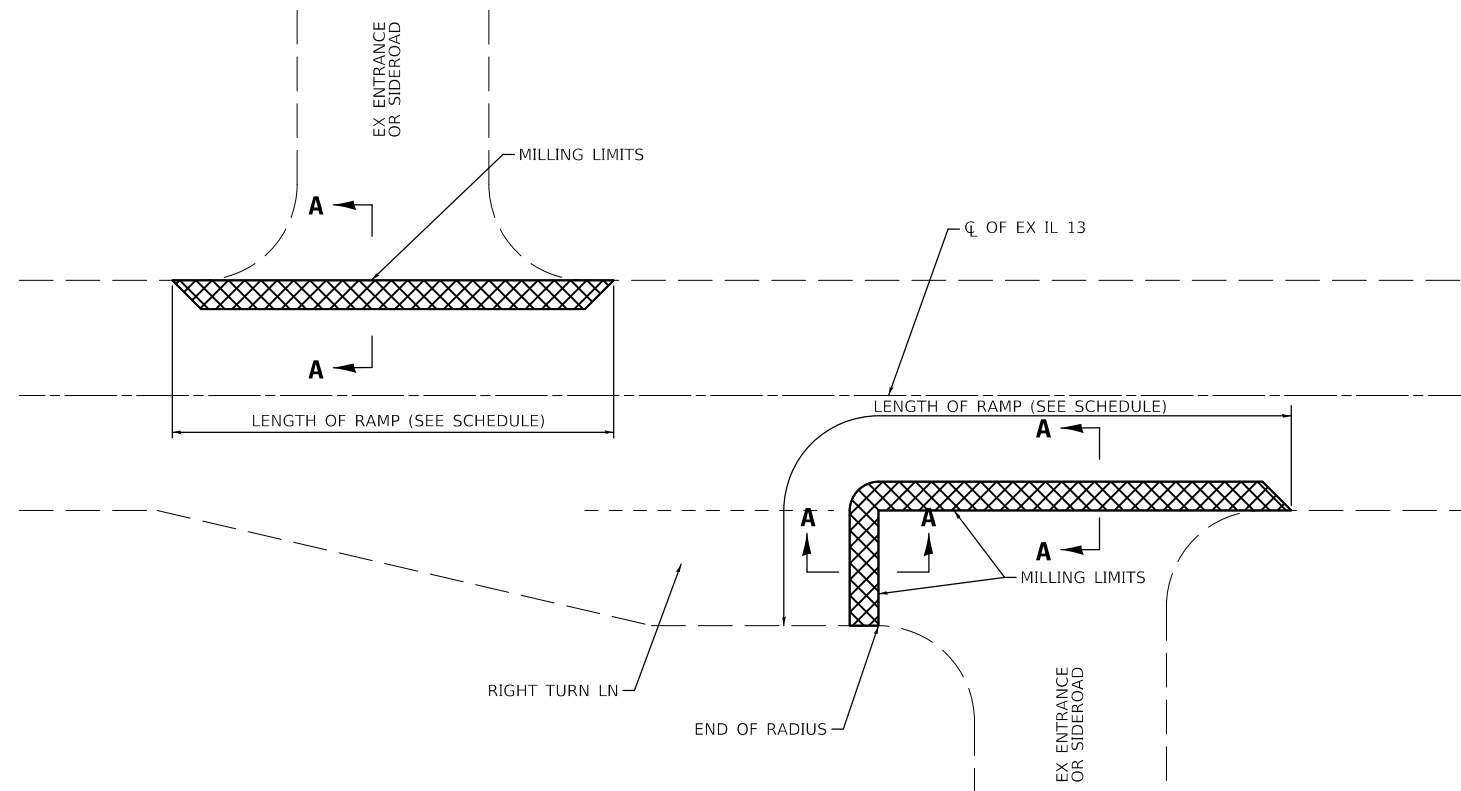 EX ENTRANCE
OR SIDEROAD
MILLING LIMITS
A
℄ OF EX IL 13
A
LENGTH OF RAMP (SEE SCHEDULE)
LENGTH OF RAMP (SEE SCHEDULE)
A
A
A
A
MILLING LIMITS
RIGHT TURN LN
END OF RADIUS
EX ENTRANCE
OR SIDEROAD